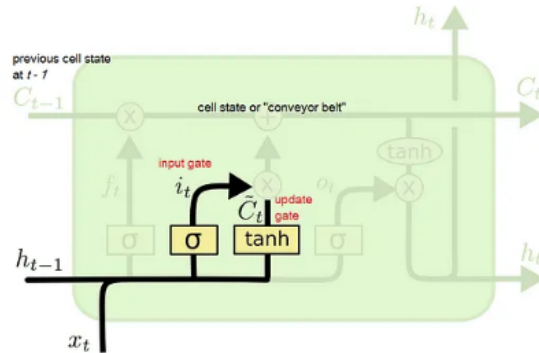 h_t
previous cell state
at t - 1
C_{t-1}
cell state or "conveyor belt"
C_t
x
+
tanh
input gate
f_t
i_t
x
o_t
x
C̃_t
update
gate
σ
σ
tanh
σ
h_{t-1}
h_t
x_t